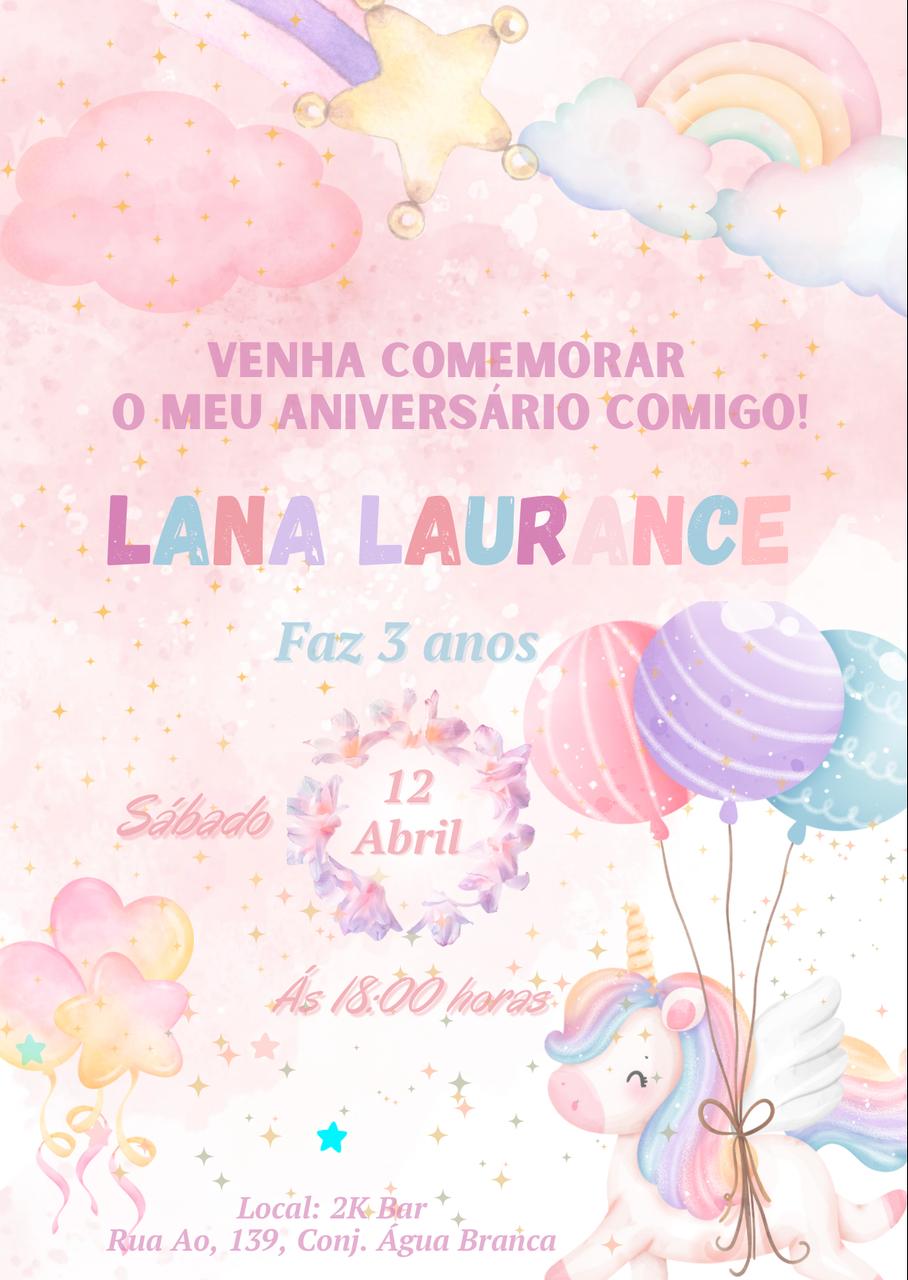 VENHA COMEMORAR
O MEU ANIVERSÁRIO COMIGO!
LANA LAURANCE
Faz 3 anos
Sábado
12
Abril
Ás 18:00 horas
Local: 2K Bar
Rua Ao, 139, Conj. Água Branca